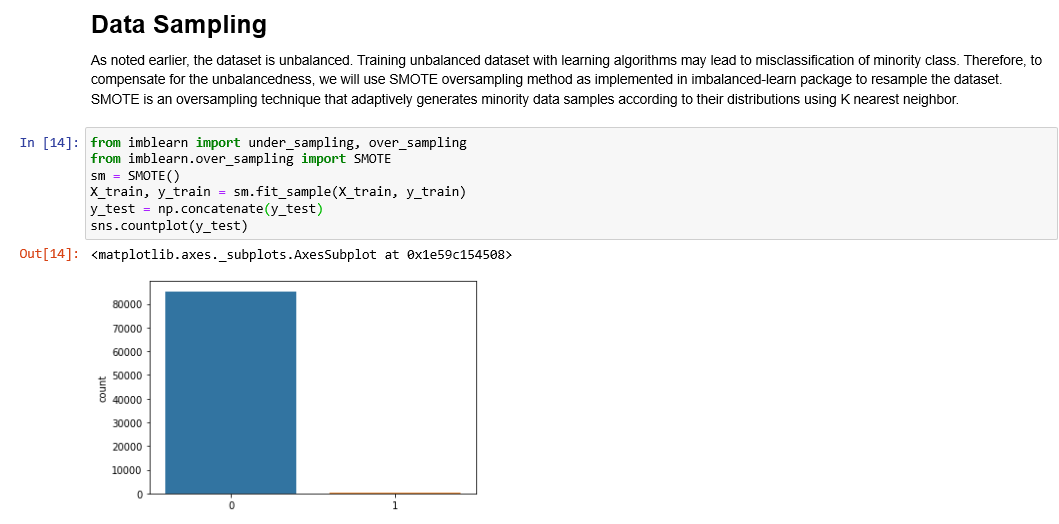 Data Sampling
As noted earlier, the dataset is unbalanced. Training unbalanced dataset with learning algorithms may lead to misclassification of minority class. Therefore, to
compensate for the unbalancedness, we will use SMOTE oversampling method as implemented in imbalanced-learn package to resample the dataset.
SMOTE is an oversampling technique that adaptively generates minority data samples according to their distributions using K nearest neighbor.
In [14]: from imblearn import under_sampling, over_sampling
from imblearn.over_sampling import SMOTE
sm = SMOTE()
X_train, y_train = sm.fit_sample(X_train, y_train)
y_test = np.concatenate(y_test)
sns.countplot(y_test)
Out[14]: <matplotlib.axes._subplots.AxesSubplot at 0x1e59c154508>
80000
70000
60000
50000
40000
30000
20000
10000
0
count
0 1